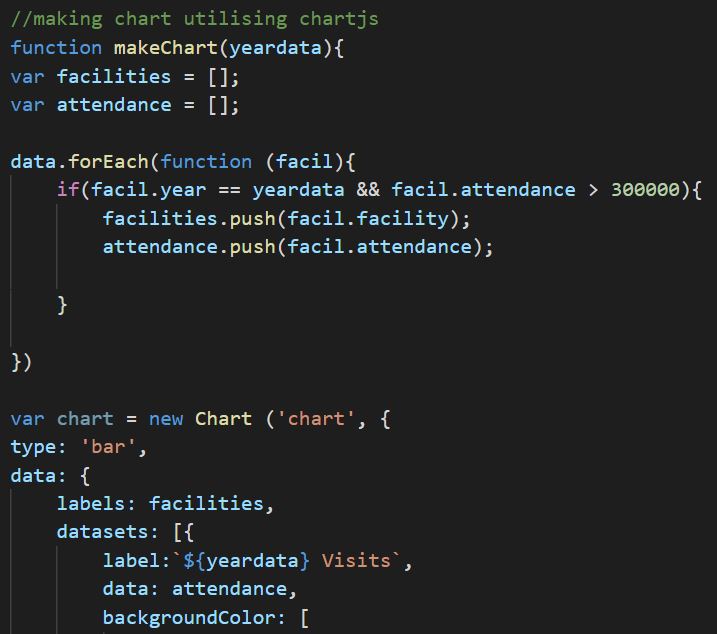 //making chart utilising chartjs
function makeChart(yeardata){
var facilities = [];
var attendance = [];
data.forEach(function (facil){
if(facil.year == yeardata && facil.attendance > 300000){
facilities.push(facil.facility);
attendance.push(facil.attendance);
}
})
var chart = new Chart ('chart', {
type: 'bar',
data: {
labels: facilities,
datasets: [{
label:`${yeardata} Visits`,
data: attendance,
backgroundColor: [